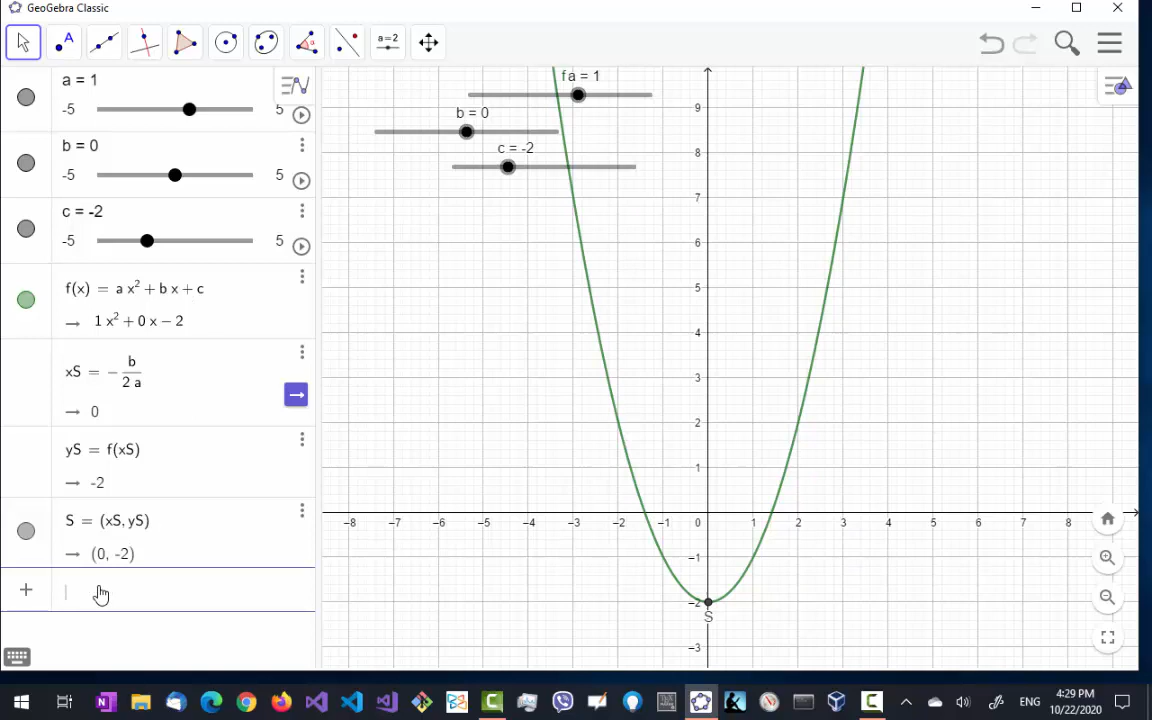 GeoGebra Classic
a=2
a = 1
-5 5
b = 0
-5 5
c = -2
-5 5
f(x) = a x² + b x + c
→ 1 x² + 0 x − 2
xS = − b / 2 a
→ 0
yS = f(xS)
→ -2
S = (xS, yS)
→ (0, -2)
f a = 1
b = 0
c = -2
9
8
7
6
5
4
3
2
1
−8 −7 −6 −5 −4 −3 −2 −1 0 1 2 3 4 5 6 7 8
−1
−2
S
−3
ENG
4:29 PM
10/22/2020